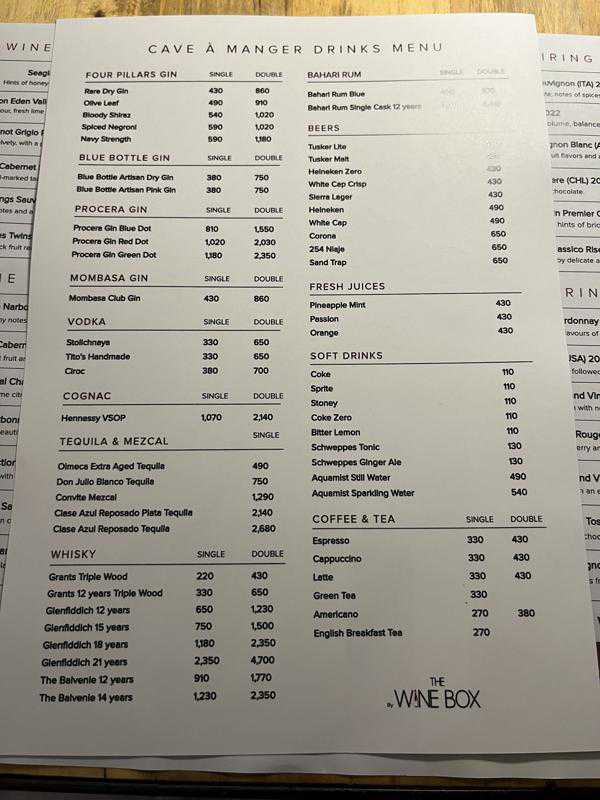 CAVE À MANGER DRINKS MENU
FOUR PILLARS GIN SINGLE DOUBLE
Rare Dry Gin 430 860
Olive Leaf 490 910
Bloody Shiraz 540 1,020
Spiced Negroni 590 1,020
Navy Strength 590 1,180
BLUE BOTTLE GIN SINGLE DOUBLE
Blue Bottle Artisan Dry Gin 380 750
Blue Bottle Artisan Pink Gin 380 750
PROCERA GIN SINGLE DOUBLE
Procera Gin Blue Dot 810 1,550
Procera Gin Red Dot 1,020 2,030
Procera Gin Green Dot 1,180 2,350
MOMBASA GIN SINGLE DOUBLE
Mombasa Club Gin 430 860
VODKA SINGLE DOUBLE
Stolichnaya 330 650
Tito's Handmade 330 650
Ciroc 380 700
COGNAC SINGLE DOUBLE
Hennessy VSOP 1,070 2,140
TEQUILA & MEZCAL SINGLE
Olmeca Extra Aged Tequila 490
Don Julio Blanco Tequila 750
Convite Mezcal 1,290
Clase Azul Reposado Plata Tequila 2,140
Clase Azul Reposado Tequila 2,680
WHISKY SINGLE DOUBLE
Grants Triple Wood 220 430
Grants 12 years Triple Wood 330 650
Glenfiddich 12 years 650 1,230
Glenfiddich 15 years 750 1,500
Glenfiddich 18 years 1,180 2,350
Glenfiddich 21 years 2,350 4,700
The Balvenie 12 years 910 1,770
The Balvenie 14 years 1,230 2,350
BAHARI RUM SINGLE DOUBLE
Bahari Rum Blue
Bahari Rum Single Cask 12 years
BEERS
Tusker Lite
Tusker Malt
Heineken Zero 430
White Cap Crisp 430
Sierra Lager 430
Heineken 490
White Cap 490
Corona 650
254 Niaje 650
Sand Trap 650
FRESH JUICES
Pineapple Mint 430
Passion 430
Orange 430
SOFT DRINKS
Coke 110
Sprite 110
Stoney 110
Coke Zero 110
Bitter Lemon 110
Schweppes Tonic 130
Schweppes Ginger Ale 130
Aquamist Still Water 490
Aquamist Sparkling Water 540
COFFEE & TEA SINGLE DOUBLE
Espresso 330 430
Cappuccino 330 430
Latte 330 430
Green Tea 330
Americano 270 380
English Breakfast Tea 270
THE
By WINE BOX